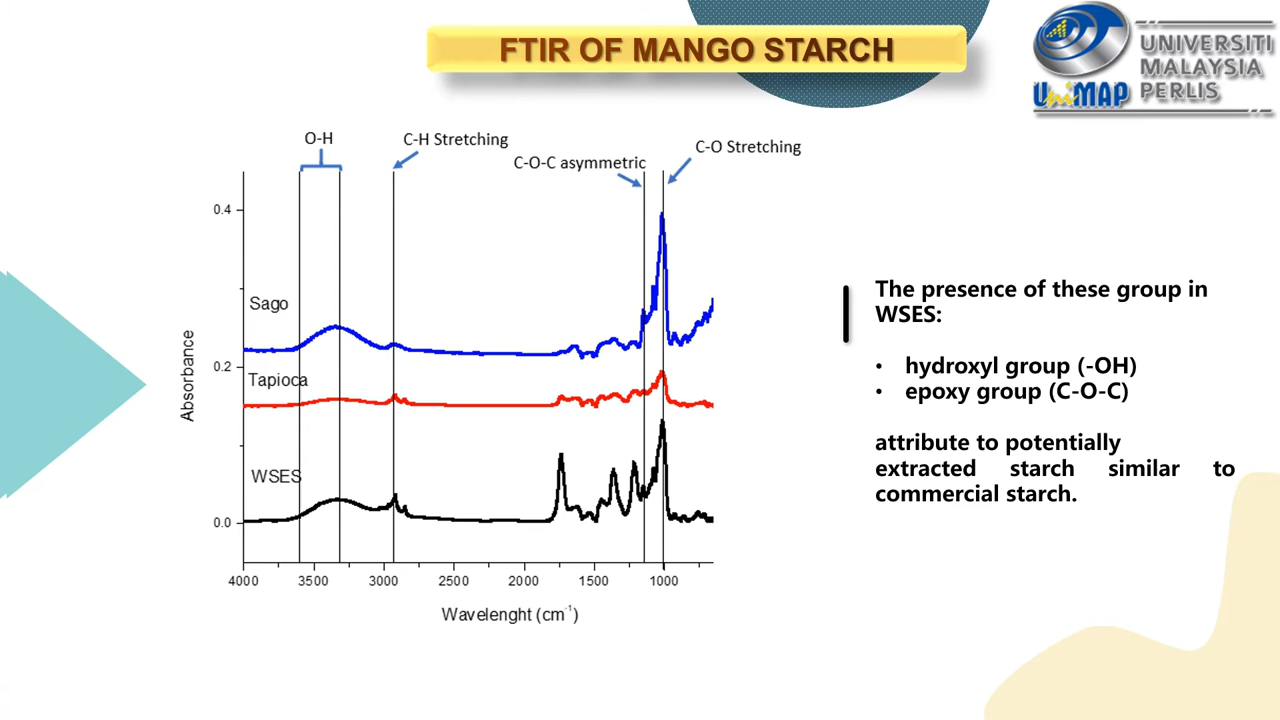 FTIR OF MANGO STARCH
UNIVERSITI
MALAYSIA
PERLIS
UniMAP
O-H
C-H Stretching
C-O-C asymmetric
C-O Stretching
0.4
0.2
0.0
Absorbance
Sago
Tapioca
WSES
4000 3500 3000 2500 2000 1500 1000
Wavelenght (cm⁻¹)
The presence of these group in
WSES:
• hydroxyl group (-OH)
• epoxy group (C-O-C)
attribute to potentially
extracted starch similar to
commercial starch.